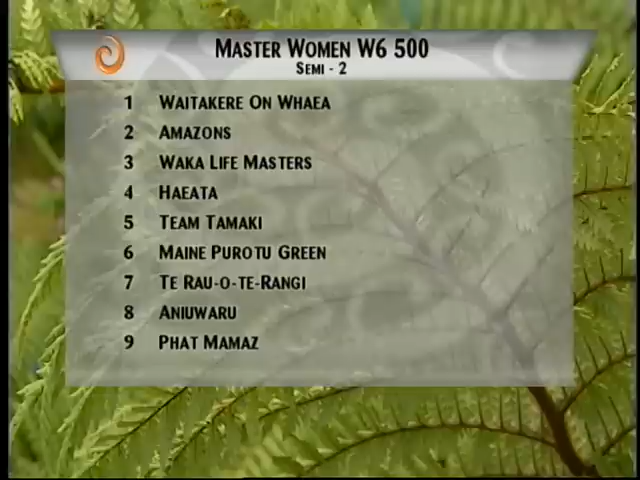 MASTER WOMEN W6 500
SEMI - 2
1 WAITAKERE ON WHAEA
2 AMAZONS
3 WAKA LIFE MASTERS
4 HAEATA
5 TEAM TAMAKI
6 MAINE PUROTU GREEN
7 TE RAU-O-TE-RANGI
8 ANIUWARU
9 PHAT MAMAZ